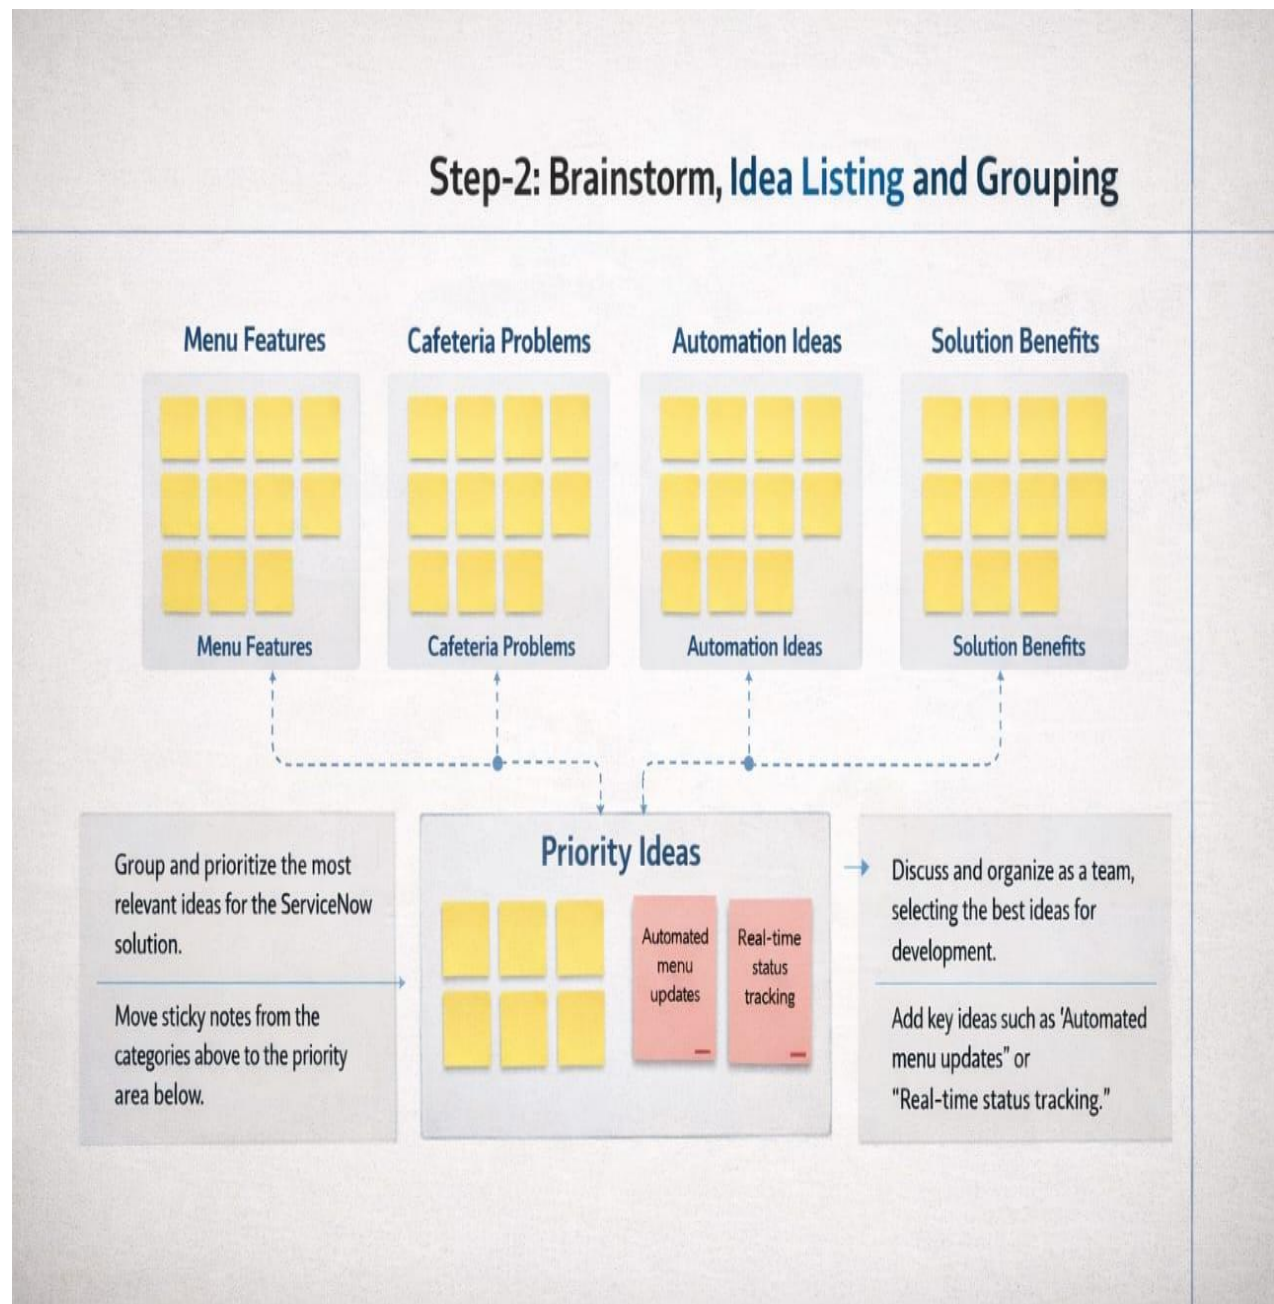 Step-2: Brainstorm, Idea Listing and Grouping
Menu Features
Cafeteria Problems
Automation Ideas
Solution Benefits
Menu Features
Cafeteria Problems
Automation Ideas
Solution Benefits
Group and prioritize the most
relevant ideas for the ServiceNow
solution.
Move sticky notes from the
categories above to the priority
area below.
Priority Ideas
Automated
menu
updates
Real-time
status
tracking
Discuss and organize as a team,
selecting the best ideas for
development.
Add key ideas such as 'Automated
menu updates” or
“Real-time status tracking.”